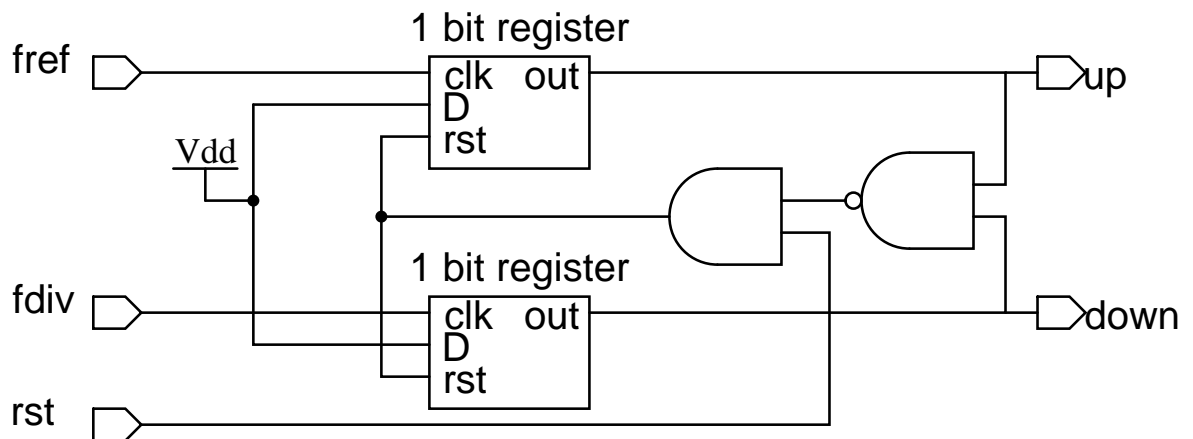 1 bit register
fref
clk out
D
rst
up
Vdd
1 bit register
fdiv
clk out
D
rst
down
rst